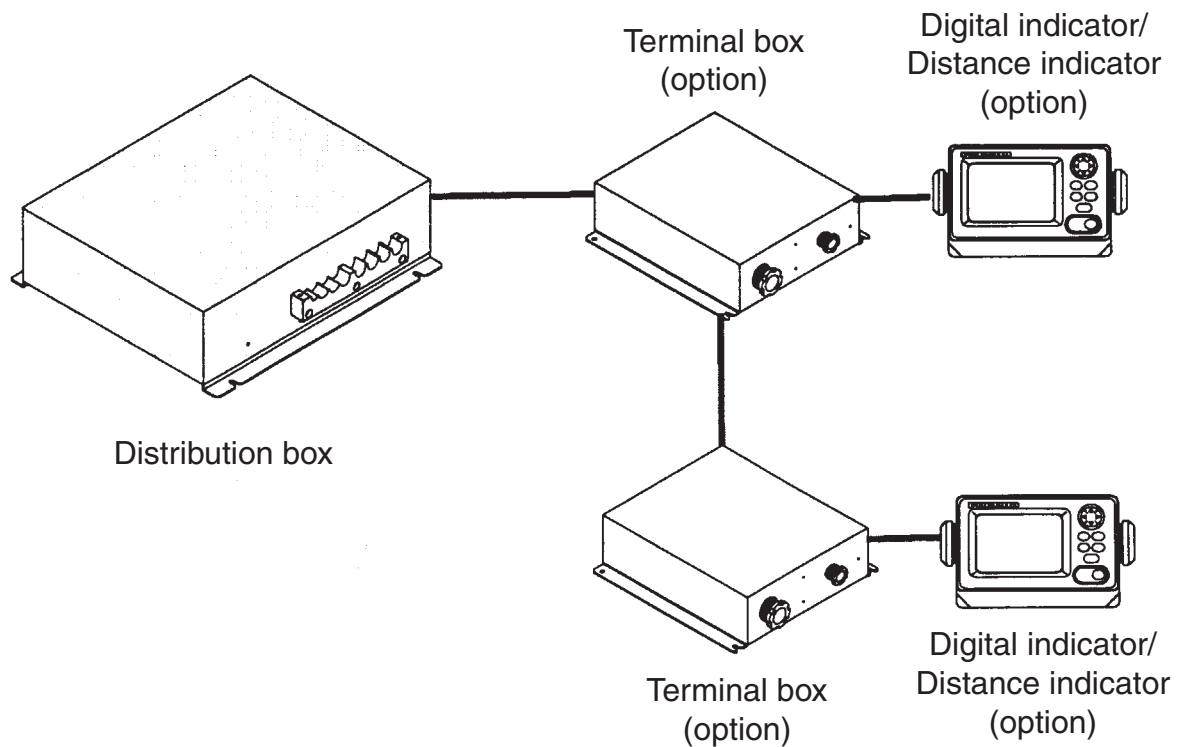 Terminal box
(option)
Digital indicator/
Distance indicator
(option)
Distribution box
Terminal box
(option)
Digital indicator/
Distance indicator
(option)